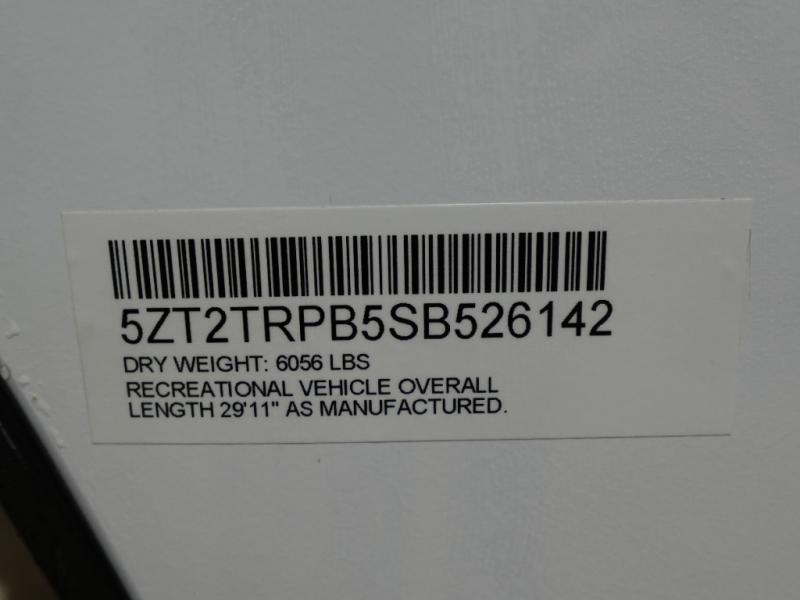 5ZT2TRPB5SB526142
DRY WEIGHT: 6056 LBS
RECREATIONAL VEHICLE OVERALL
LENGTH 29'11" AS MANUFACTURED.